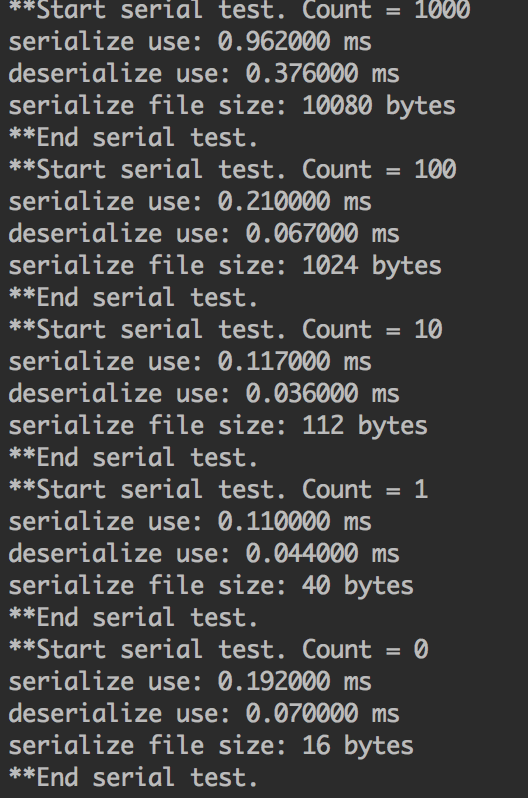 **Start serial test. Count = 1000
serialize use: 0.962000 ms
deserialize use: 0.376000 ms
serialize file size: 10080 bytes
**End serial test.
**Start serial test. Count = 100
serialize use: 0.210000 ms
deserialize use: 0.067000 ms
serialize file size: 1024 bytes
**End serial test.
**Start serial test. Count = 10
serialize use: 0.117000 ms
deserialize use: 0.036000 ms
serialize file size: 112 bytes
**End serial test.
**Start serial test. Count = 1
serialize use: 0.110000 ms
deserialize use: 0.044000 ms
serialize file size: 40 bytes
**End serial test.
**Start serial test. Count = 0
serialize use: 0.192000 ms
deserialize use: 0.070000 ms
serialize file size: 16 bytes
**End serial test.